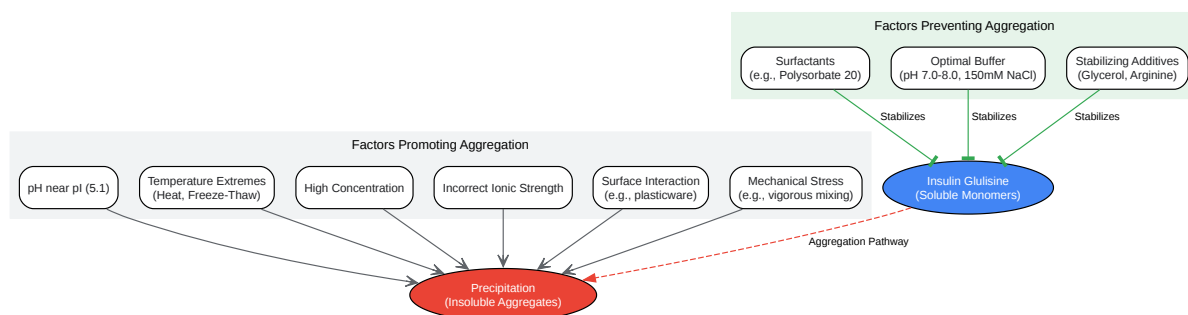 Factors Preventing Aggregation
Surfactants
(e.g., Polysorbate 20)
Optimal Buffer
(pH 7.0-8.0, 150mM NaCl)
Stabilizing Additives
(Glycerol, Arginine)
Stabilizes
Stabilizes
Stabilizes
Factors Promoting Aggregation
pH near pI (5.1)
Temperature Extremes
(Heat, Freeze-Thaw)
High Concentration
Incorrect Ionic Strength
Surface Interaction
(e.g., plasticware)
Mechanical Stress
(e.g., vigorous mixing)
Insulin Glulisine
(Soluble Monomers)
Aggregation Pathway
Precipitation
(Insoluble Aggregates)